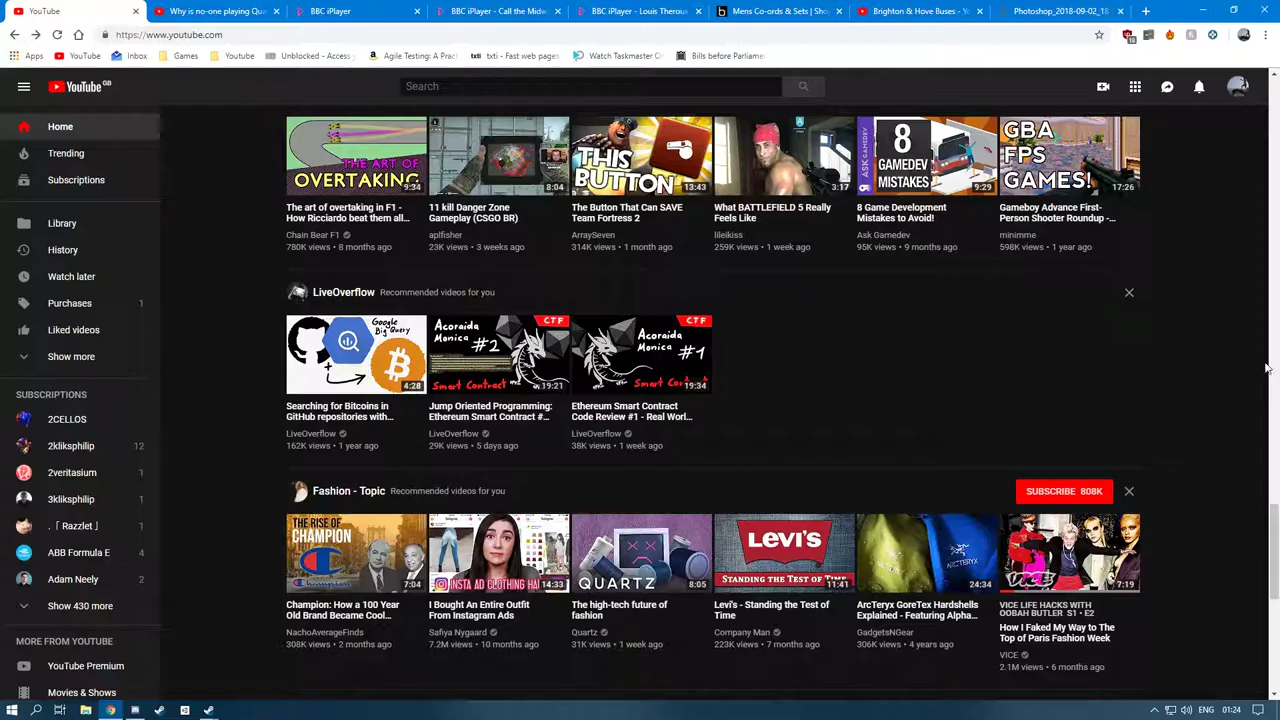 YouTube
Why is no-one playing Qua
BBC iPlayer
BBC iPlayer - Call the Midw
BBC iPlayer - Louis Theroux
Mens Co-ords & Sets | Sho
Brighton & Hove Buses - Yo
Photoshop_2018-09-02_18
https://www.youtube.com
18
Apps
YouTube
Inbox
Games
Youtube
Unblocked - Access
Agile Testing: A Pract
txti
txti - Fast web pages
Watch Taskmaster O
Bills before Parliamen
YouTube GB
Search
Home
Trending
Subscriptions
Library
History
Watch later
Purchases 1
Liked videos
Show more
SUBSCRIPTIONS
2CELLOS
2kliksphilip 12
2veritasium 1
3kliksphilip 1
. ⌈ Razzlet ⌋ 1
ABB Formula E 4
Adam Neely 2
Show 430 more
MORE FROM YOUTUBE
YouTube Premium
Movies & Shows
THE ART OF
OVERTAKING
9:34
The art of overtaking in F1 -
How Ricciardo beat them all...
Chain Bear F1
780K views • 8 months ago
8:04
11 kill Danger Zone
Gameplay (CSGO BR)
aplfisher
23K views • 3 weeks ago
THIS
BUTTON
13:43
The Button That Can SAVE
Team Fortress 2
ArraySeven
314K views • 1 month ago
3:17
What BATTLEFIELD 5 Really
Feels Like
lileikiss
259K views • 1 week ago
ASK GAMEDEV
8
GAMEDEV
MISTAKES
9:29
8 Game Development
Mistakes to Avoid!
Ask Gamedev
95K views • 9 months ago
GBA
FPS
GAMES!
17:26
Gameboy Advance First-
Person Shooter Roundup -...
minimme
598K views • 1 year ago
LiveOverflow Recommended videos for you
Google
Big Query
4:28
Searching for Bitcoins in
GitHub repositories with...
LiveOverflow
162K views • 1 year ago
CTF
Acoraida
Monica
#2
Smart Contract
19:21
Jump Oriented Programming:
Ethereum Smart Contract #...
LiveOverflow
29K views • 5 days ago
CTF
Acoraida
Monica
#1
19:34
Ethereum Smart Contract
Code Review #1 - Real Worl...
LiveOverflow
38K views • 1 week ago
Fashion - Topic Recommended videos for you
SUBSCRIBE 808K
THE RISE OF
CHAMPION
Champion
7:04
Champion: How a 100 Year
Old Brand Became Cool...
NachoAverageFinds
308K views • 2 months ago
INSTA AD CLOTHING HAUL
14:33
I Bought An Entire Outfit
From Instagram Ads
Safiya Nygaard
7.2M views • 10 months ago
QUARTZ
8:05
The high-tech future of
fashion
Quartz
31K views • 1 week ago
LEVI'S
STANDING THE TEST OF TIME
11:41
Levi's - Standing the Test of
Time
Company Man
223K views • 7 months ago
ARC'TERYX
24:34
ArcTeryx GoreTex Hardshells
Explained - Featuring Alpha...
GadgetsNGear
306K views • 4 years ago
VICE
7:19
VICE LIFE HACKS WITH
OOBAH BUTLER S1 • E2
How I Faked My Way to The
Top of Paris Fashion Week
VICE
2.1M views • 6 months ago
ENG
01:24